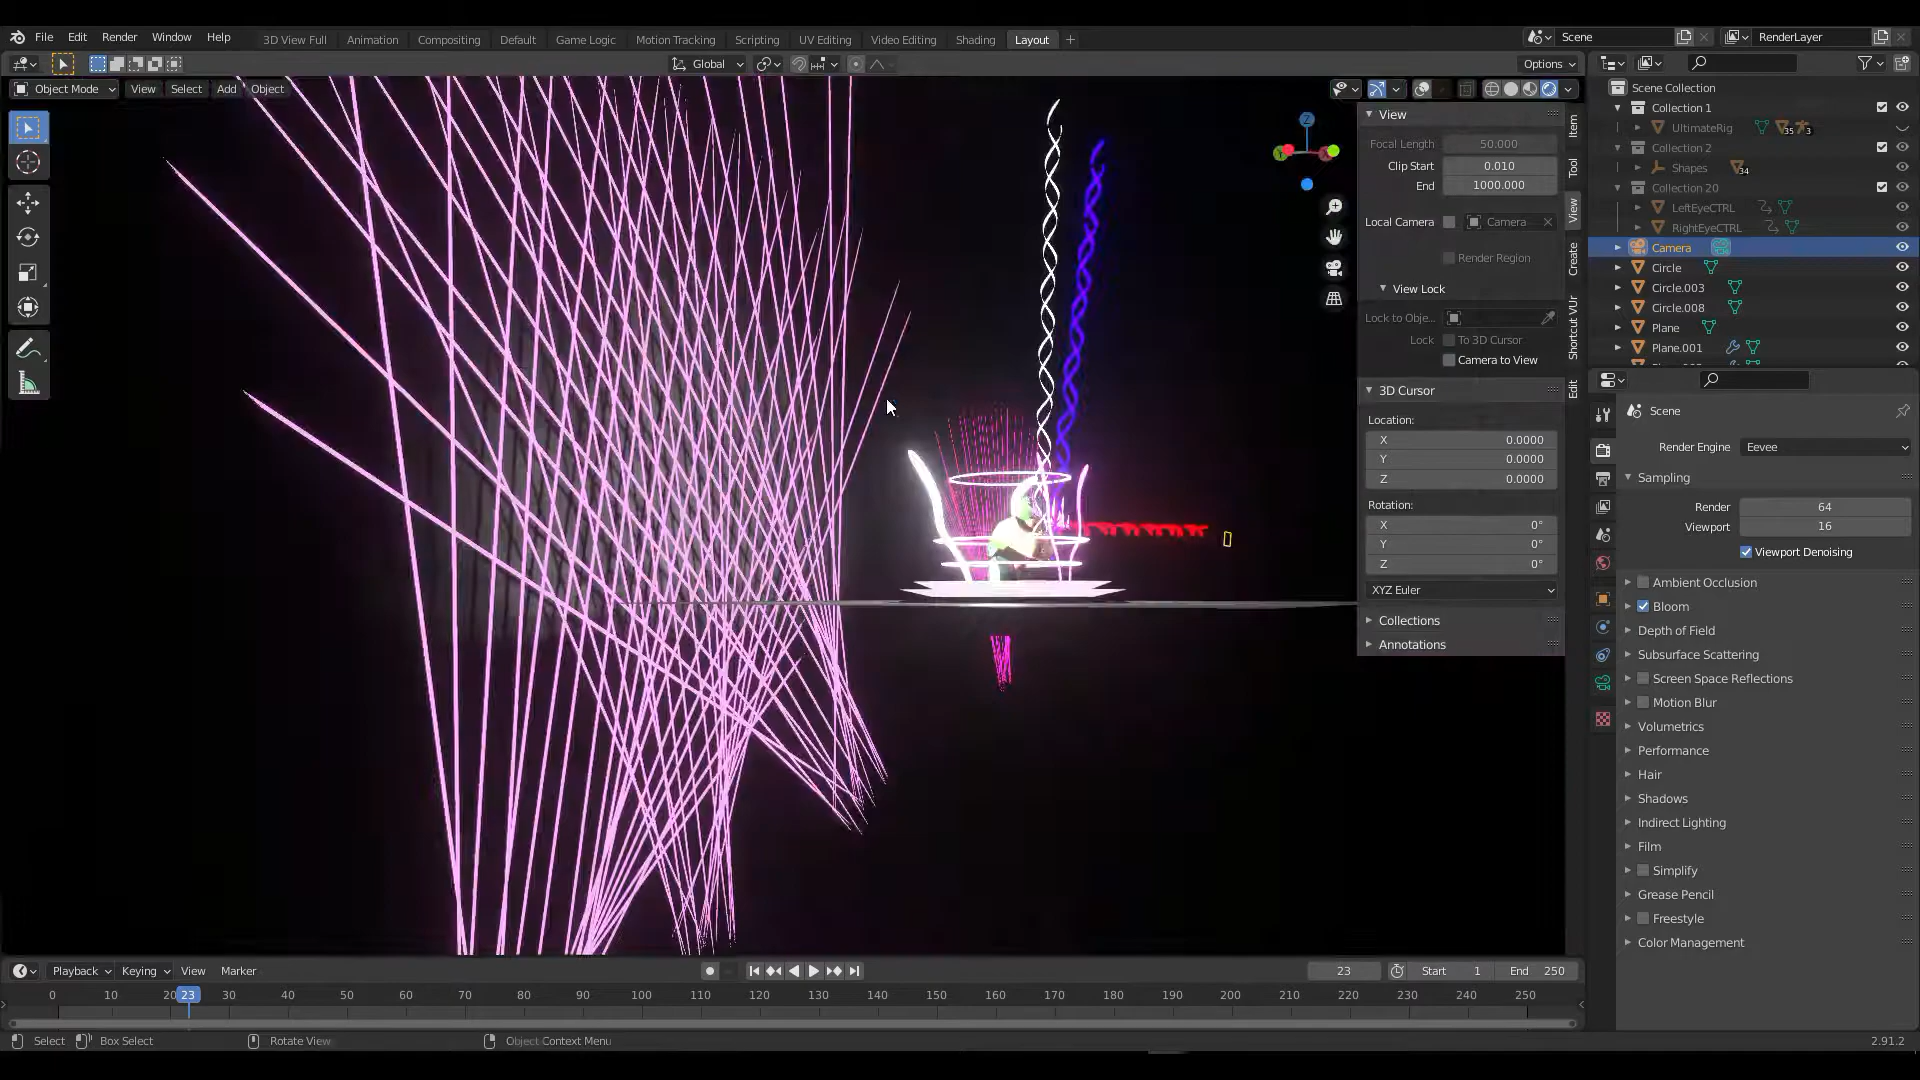 File Edit Render Window Help 3D View Full Animation Compositing Default Game Logic Motion Tracking Scripting UV Editing Video Editing Shading Layout + Scene RenderLayer
Global Options
Object Mode View Select Add Object
View
Focal Length 50.000
Clip Start 0.010
End 1000.000
Local Camera Camera
Render Region
View Lock
Lock to Obje...
Lock To 3D Cursor
Camera to View
3D Cursor
Location:
X 0.0000
Y 0.0000
Z 0.0000
Rotation:
X 0°
Y 0°
Z 0°
XYZ Euler
Collections
Annotations
Item
Tool
View
Create
Shortcut VUr
Edit
Z
Scene Collection
Collection 1
UltimateRig 35 3
Collection 2
Shapes 34
Collection 20
LeftEyeCTRL
RightEyeCTRL
Camera
Circle
Circle.003
Circle.008
Plane
Plane.001
Scene
Render Engine Eevee
Sampling
Render 64
Viewport 16
Viewport Denoising
Ambient Occlusion
Bloom
Depth of Field
Subsurface Scattering
Screen Space Reflections
Motion Blur
Volumetrics
Performance
Hair
Shadows
Indirect Lighting
Film
Simplify
Grease Pencil
Freestyle
Color Management
Playback Keying View Marker 23 Start 1 End 250
0 10 20 23 30 40 50 60 70 80 90 100 110 120 130 140 150 160 170 180 190 200 210 220 230 240 250
Select Box Select Rotate View Object Context Menu 2.91.2